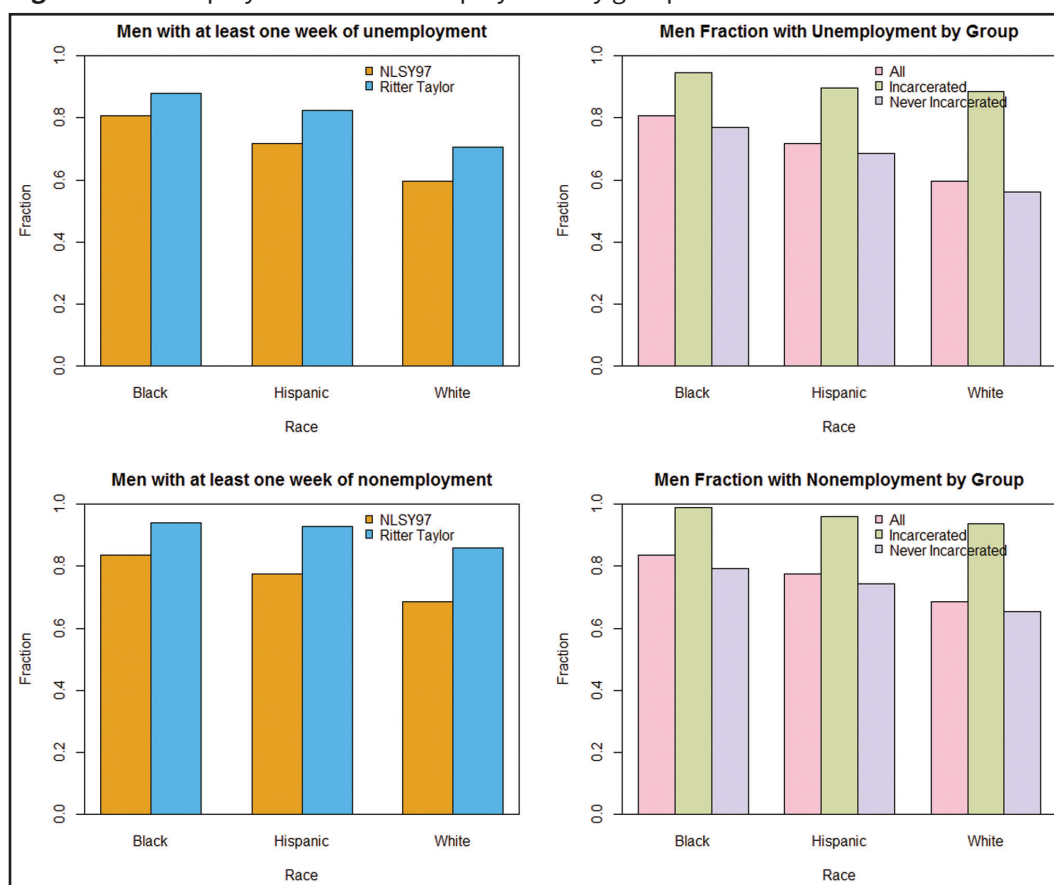 Men with at least one week of unemployment
NLSY97
Ritter Taylor
1.0
0.8
0.6
0.4
0.2
0.0
Fraction
Black Hispanic White
Race
Men Fraction with Unemployment by Group
All
Incarcerated
Never Incarcerated
1.0
0.8
0.6
0.4
0.2
0.0
Fraction
Black Hispanic White
Race
Men with at least one week of nonemployment
NLSY97
Ritter Taylor
1.0
0.8
0.6
0.4
0.2
0.0
Fraction
Black Hispanic White
Race
Men Fraction with Nonemployment by Group
All
Incarcerated
Never Incarcerated
1.0
0.8
0.6
0.4
0.2
0.0
Fraction
Black Hispanic White
Race